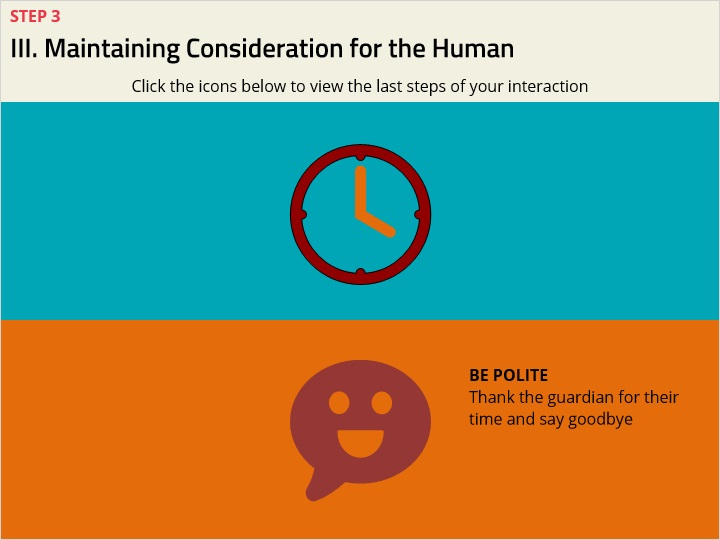 STEP 3
III. Maintaining Consideration for the Human
Click the icons below to view the last steps of your interaction
BE POLITE
Thank the guardian for their
time and say goodbye